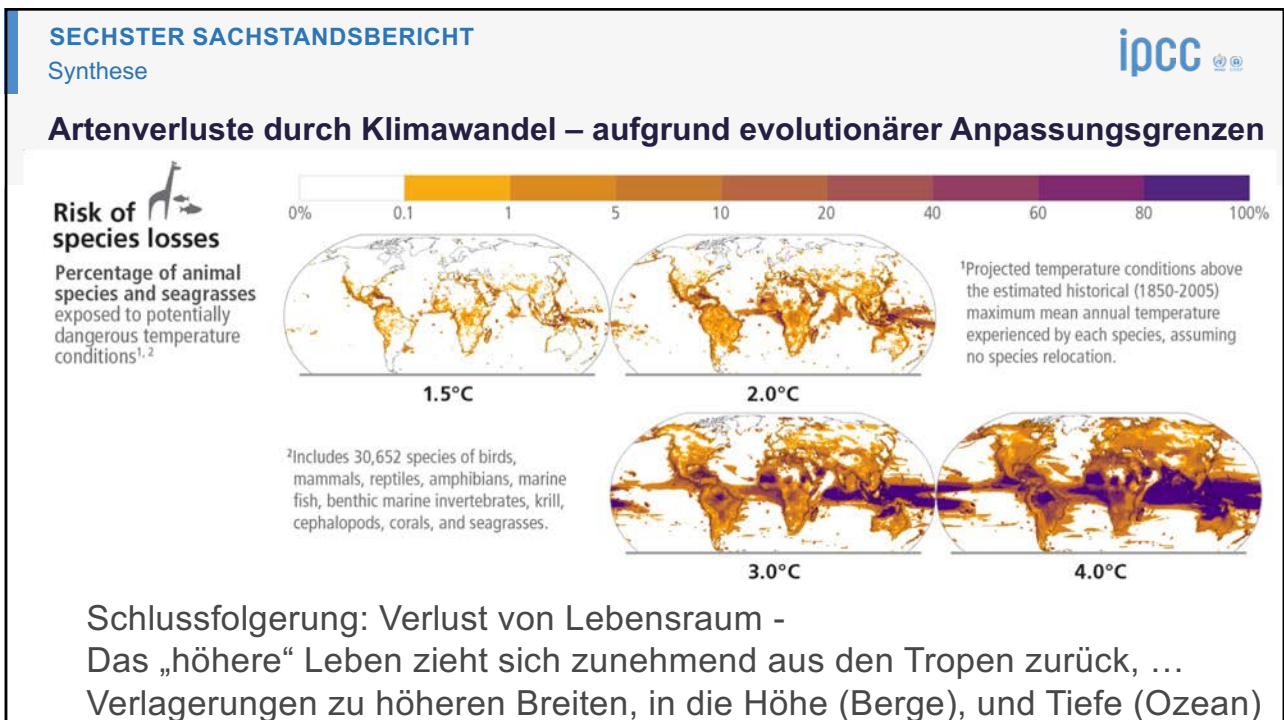 SECHSTER SACHSTANDSBERICHT
Synthese
ipcc
Artenverluste durch Klimawandel – aufgrund evolutionärer Anpassungsgrenzen
Risk of
species losses
Percentage of animal
species and seagrasses
exposed to potentially
dangerous temperature
conditions1, 2
0% 0.1 1 5 10 20 40 60 80 100%
1Projected temperature conditions above
the estimated historical (1850-2005)
maximum mean annual temperature
experienced by each species, assuming
no species relocation.
1.5°C 2.0°C
2Includes 30,652 species of birds,
mammals, reptiles, amphibians, marine
fish, benthic marine invertebrates, krill,
cephalopods, corals, and seagrasses.
3.0°C 4.0°C
Schlussfolgerung: Verlust von Lebensraum -
Das „höhere“ Leben zieht sich zunehmend aus den Tropen zurück, …
Verlagerungen zu höheren Breiten, in die Höhe (Berge), und Tiefe (Ozean)